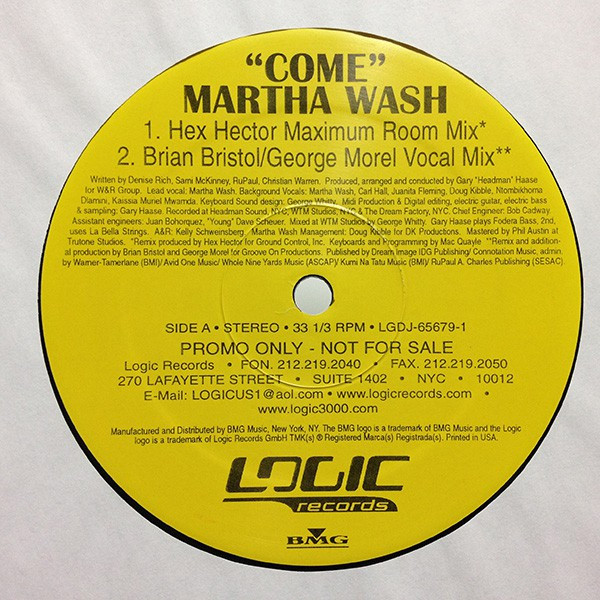 “COME”
MARTHA WASH
1. Hex Hector Maximum Room Mix*
2. Brian Bristol/George Morel Vocal Mix**
Written by Denise Rich, Sami McKinney, RuPaul, Christian Warren. Produced, arranged and conducted by Gary "Headman" Haase
for W&R Group. Lead vocal: Martha Wash. Background Vocals: Martha Wash, Carl Hall, Juanita Fleming, Doug Kibble, Ntombikhona
Dlamini, Kaissia Muriel Mwamda. Keyboard Sound design: George Whitty. Midi Production & Digital editing, electric guitar, electric bass
& sampling: Gary Haase. Recorded at Headman Sound, NYC, WTM Studios, NYC & The Dream Factory, NYC. Chief Engineer: Bob Cadway
Assistant engineers: Juan Bohorquez, "Young" Dave Scheuer. Mixed at WTM Studios by George Whitty. Gary Haase plays Fodera Bass, 2nd,
uses La Bella Strings. A&R: Kelly Schweinsberg. Martha Wash Management: Doug Kibble for DK Productions. Mastered by Phil Austin at
Trutone Studios. *Remix produced by Hex Hector for Ground Control, Inc. Keyboards and Programming by Mac Quayle **Remix and addition-
al production by Brian Bristol and George Morel for Groove On Productions. Published by Dream Image IDG Publishing/ Connotation Music, admin.
by Warner-Tamerlane (BMI)/ Avid One Music/ Whole Nine Yards Music (ASCAP)/ Kumi Na Tatu Music (BMI)/ RuPaul A. Charles Publishing (SESAC).
SIDE A • STEREO • 33 1/3 RPM • LGDJ-65679-1
PROMO ONLY - NOT FOR SALE
Logic Records • FON. 212.219.2040 • FAX. 212.219.2050
270 LAFAYETTE STREET • SUITE 1402 • NYC • 10012
E-Mail: LOGICUS1@aol.com • www.logicrecords.com •
www.logic3000.com
Manufactured and Distributed by BMG Music, New York, NY. The BMG logo is a trademark of BMG Music and the Logic
logo is a trademark of Logic Records GmbH TMK(s) ® Registered Marca(s) Registrada(s). Printed in USA.
LOGIC
records
BMG